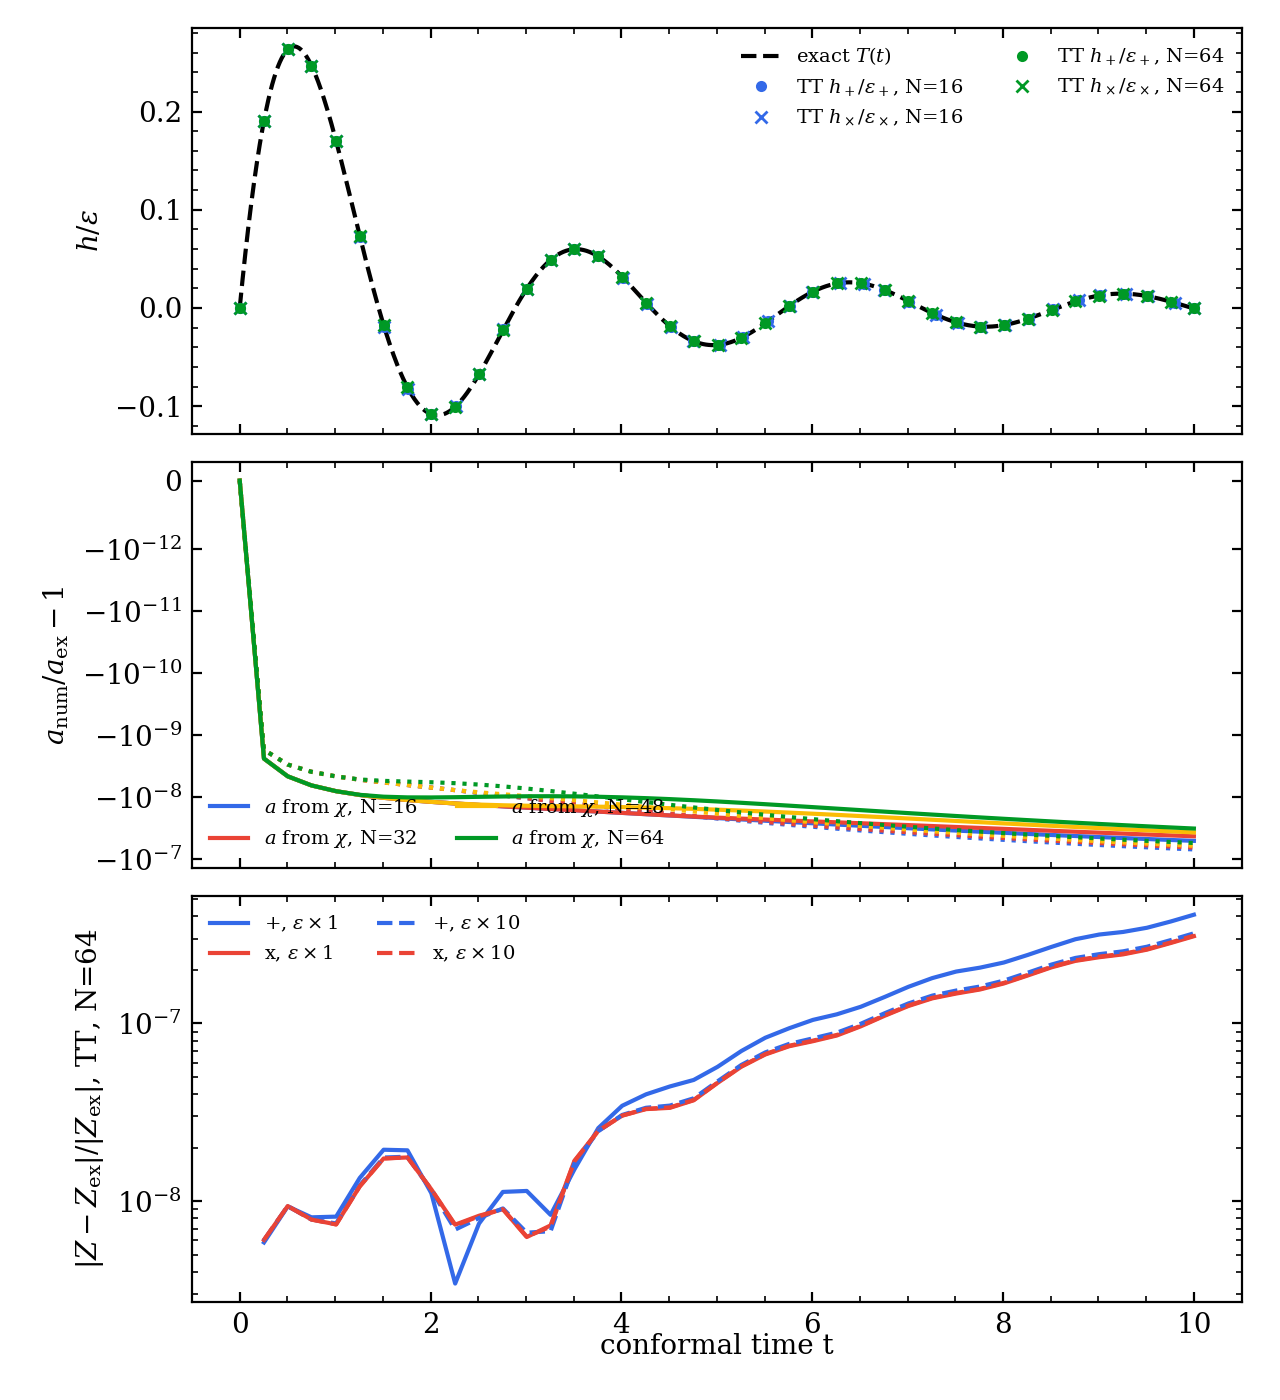 exact T(t)
TT h₊/ε₊, N=16
TT h×/ε×, N=16
TT h₊/ε₊, N=64
TT h×/ε×, N=64
h/ε
0.2
0.1
0.0
−0.1
a_num/a_ex − 1
0
−10⁻¹²
−10⁻¹¹
−10⁻¹⁰
−10⁻⁹
−10⁻⁸
−10⁻⁷
a from χ, N=16
a from χ, N=32
a from χ, N=48
a from χ, N=64
|Z − Z_ex|/|Z_ex|, TT, N=64
10⁻⁷
10⁻⁸
+, ε × 1
x, ε × 1
+, ε × 10
x, ε × 10
0 2 4 6 8 10
conformal time t